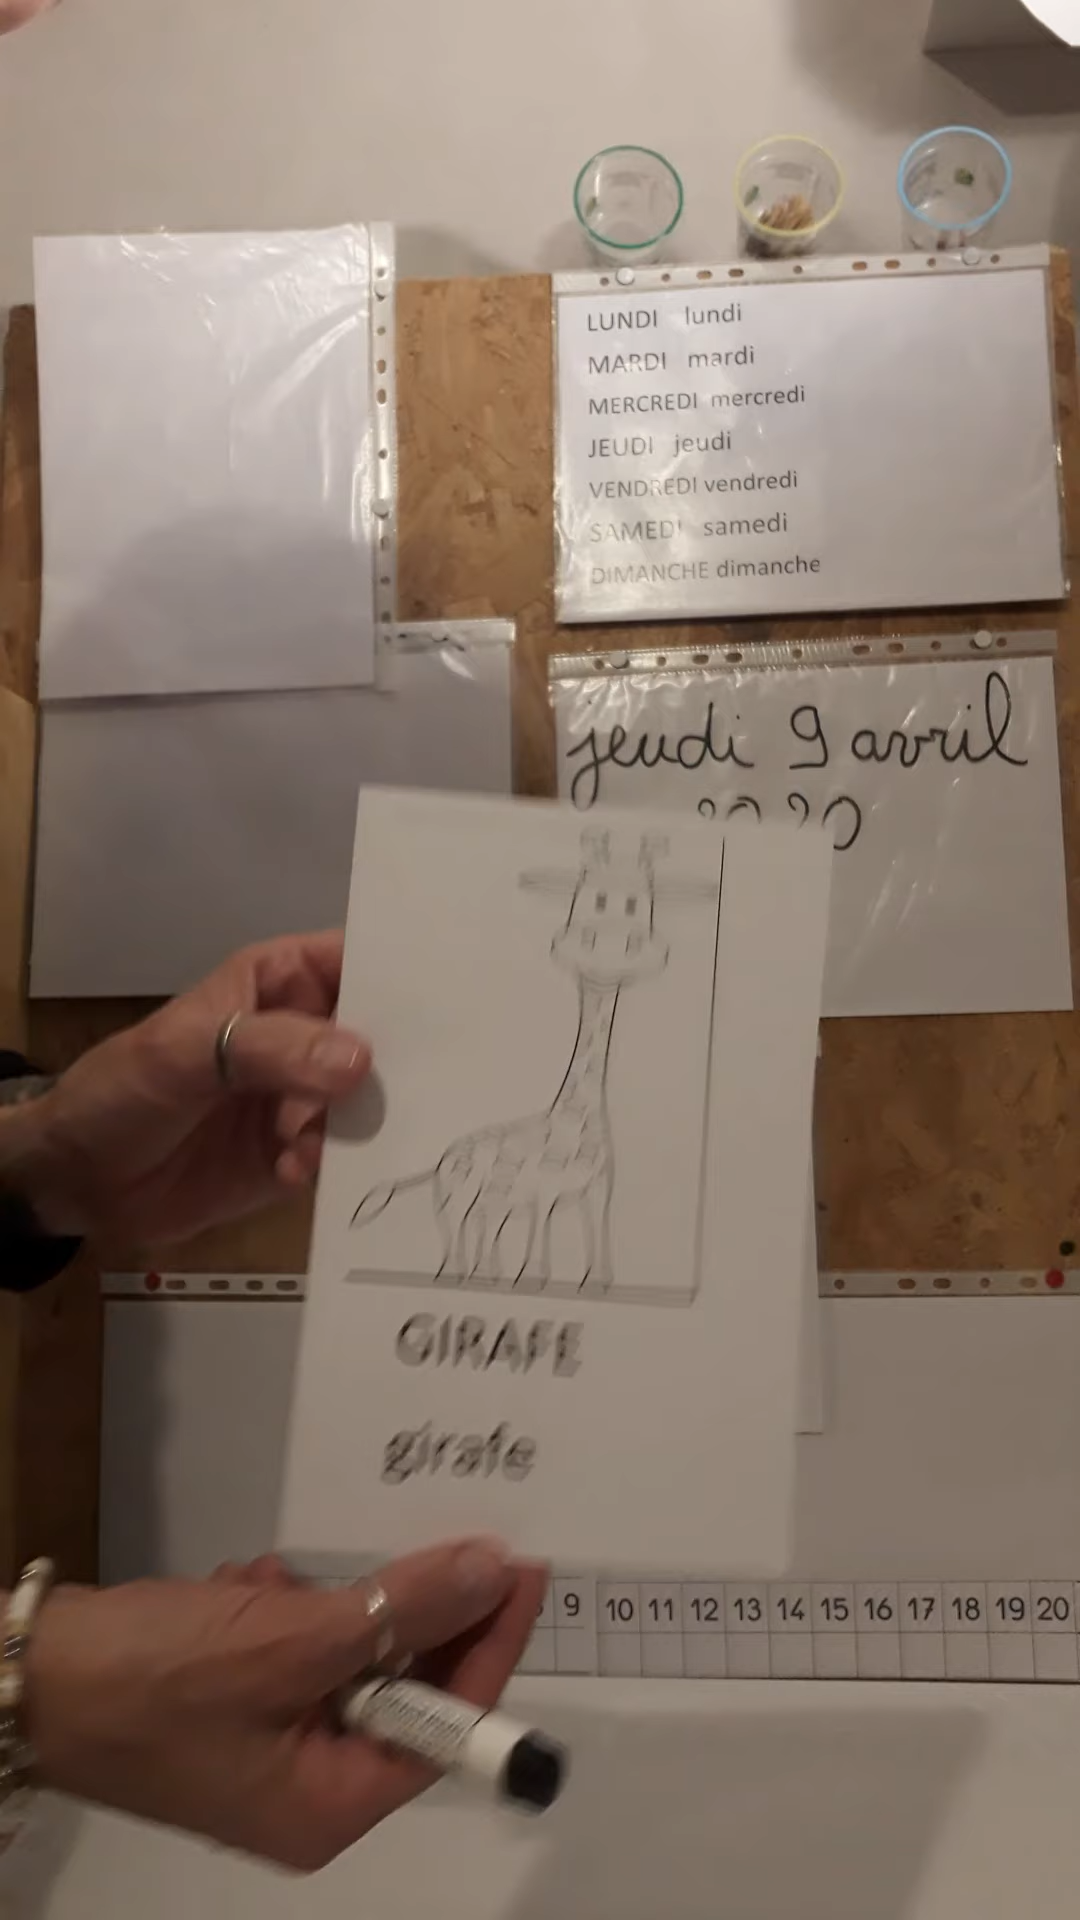 LUNDI lundi
MARDI mardi
MERCREDI mercredi
JEUDI jeudi
VENDREDI vendredi
SAMEDI samedi
DIMANCHE dimanche
jeudi 9 avril
2020
GIRAFE
girafe
9 10 11 12 13 14 15 16 17 18 19 20